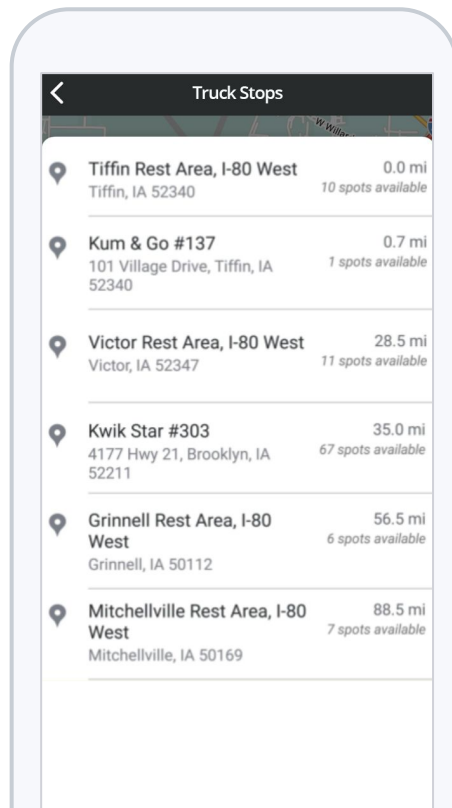 Truck Stops
Tiffin Rest Area, I-80 West
0.0 mi
Tiffin, IA 52340
10 spots available
Kum & Go #137
0.7 mi
101 Village Drive, Tiffin, IA
52340
1 spots available
Victor Rest Area, I-80 West
28.5 mi
Victor, IA 52347
11 spots available
Kwik Star #303
35.0 mi
4177 Hwy 21, Brooklyn, IA
52211
67 spots available
Grinnell Rest Area, I-80
West
56.5 mi
Grinnell, IA 50112
6 spots available
Mitchellville Rest Area, I-80
West
88.5 mi
Mitchellville, IA 50169
7 spots available